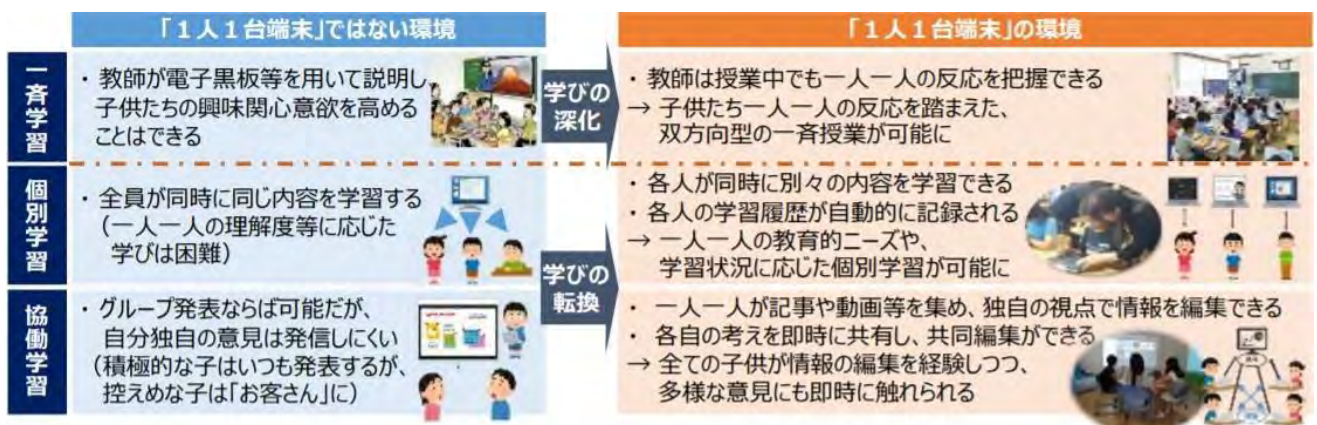 「１人１台端末」ではない環境
「１人１台端末」の環境
一斉学習
・ 教師が電子黒板等を用いて説明し、
子供たちの興味関心意欲を高める
ことはできる
学びの
深化
・ 教師は授業中でも一人一人の反応を把握できる
→ 子供たち一人一人の反応を踏まえた、
双方向型の一斉授業が可能に
個別学習
・ 全員が同時に同じ内容を学習する
（一人一人の理解度等に応じた
学びは困難）
学びの
転換
・ 各人が同時に別々の内容を学習できる
・ 各人の学習履歴が自動的に記録される
→ 一人一人の教育的ニーズや、
学習状況に応じた個別学習が可能に
協働学習
・ グループ発表ならば可能だが、
自分独自の意見は発信しにくい
（積極的な子はいつも発表するが、
控えめな子は「お客さん」に）
・ 一人一人が記事や動画等を集め、独自の視点で情報を編集できる
・ 各自の考えを即時に共有し、共同編集ができる
→ 全ての子供が情報の編集を経験しつつ、
多様な意見にも即時に触れられる